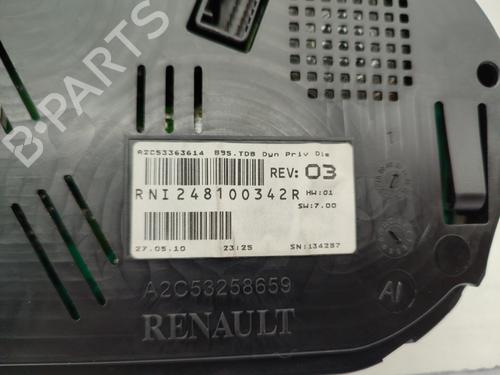 B-PARTS
A2C53363614 B95.TDB Dyn Priv Die
REV: 03
RNI248100342R HW:01
SW:7.00
27.05.10 23:25 SN:134287
A2C53258659
RENAULT
AI